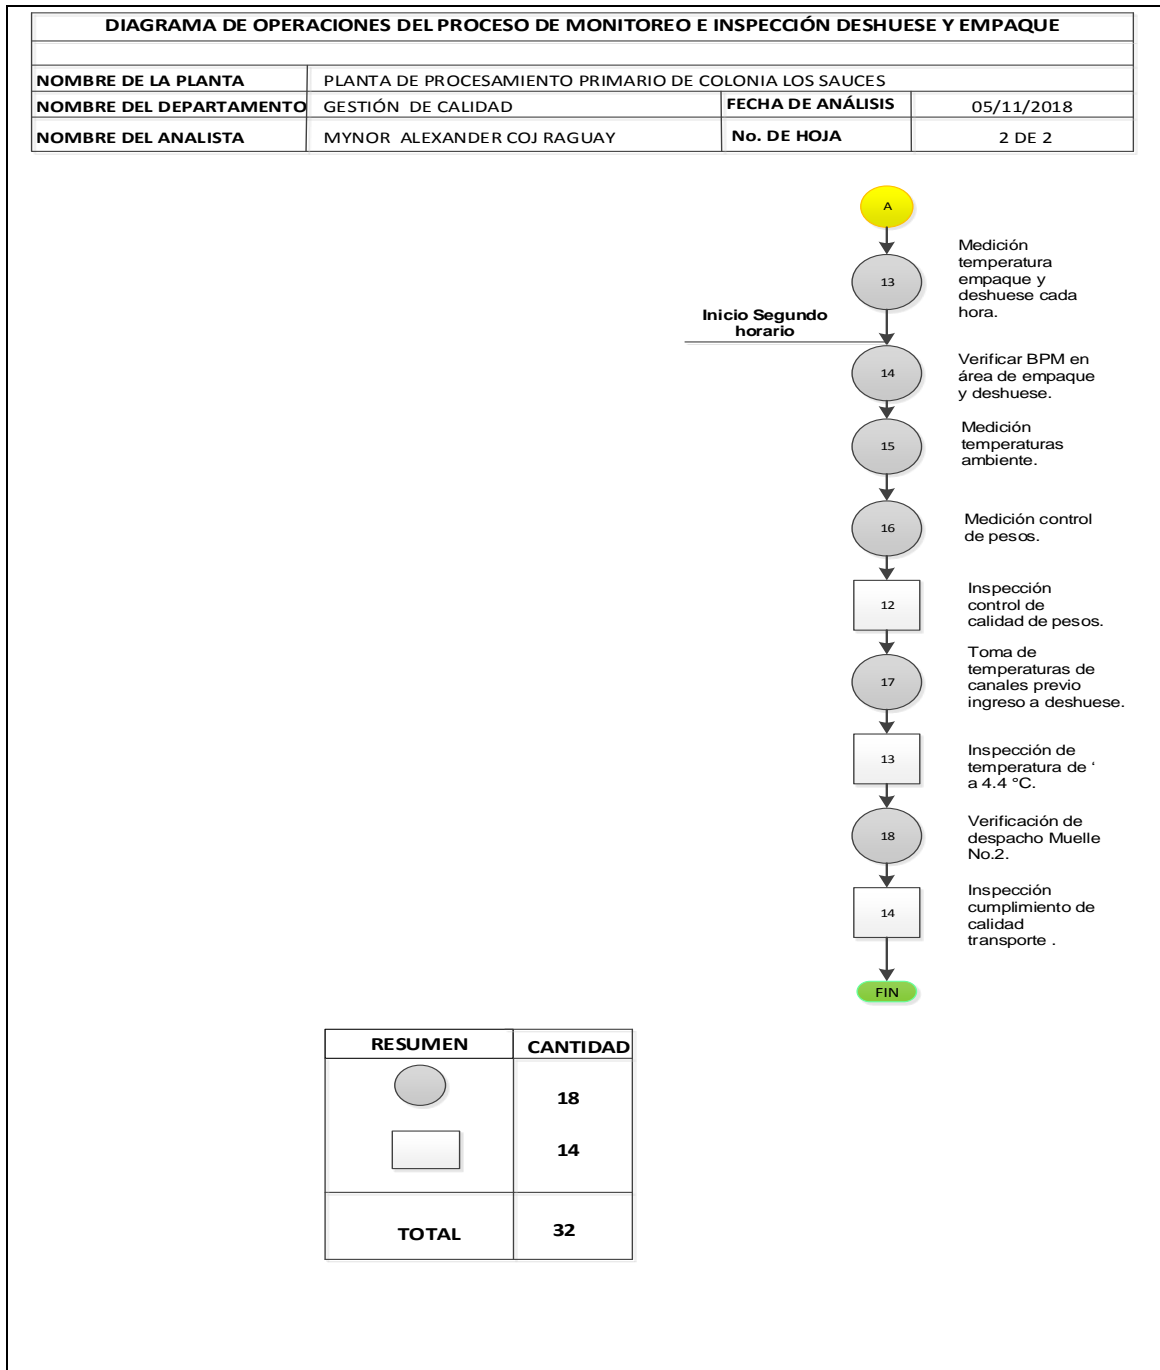 DIAGRAMA DE OPERACIONES DEL PROCESO DE MONITOREO E INSPECCIÓN DESHUESE Y EMPAQUE
NOMBRE DE LA PLANTA PLANTA DE PROCESAMIENTO PRIMARIO DE COLONIA LOS SAUCES
NOMBRE DEL DEPARTAMENTO GESTIÓN DE CALIDAD FECHA DE ANÁLISIS 05/11/2018
NOMBRE DEL ANALISTA MYNOR ALEXANDER COJ RAGUAY No. DE HOJA 2 DE 2
A
13
Medición
temperatura
empaque y
deshuese cada
hora.
Inicio Segundo
horario
14
Verificar BPM en
área de empaque
y deshuese.
15
Medición
temperaturas
ambiente.
16
Medición control
de pesos.
12
Inspección
control de
calidad de pesos.
17
Toma de
temperaturas de
canales previo
ingreso a deshuese.
13
Inspección de
temperatura de ‘
a 4.4 °C.
18
Verificación de
despacho Muelle
No.2.
14
Inspección
cumplimiento de
calidad
transporte .
FIN
RESUMEN CANTIDAD
18
14
TOTAL 32